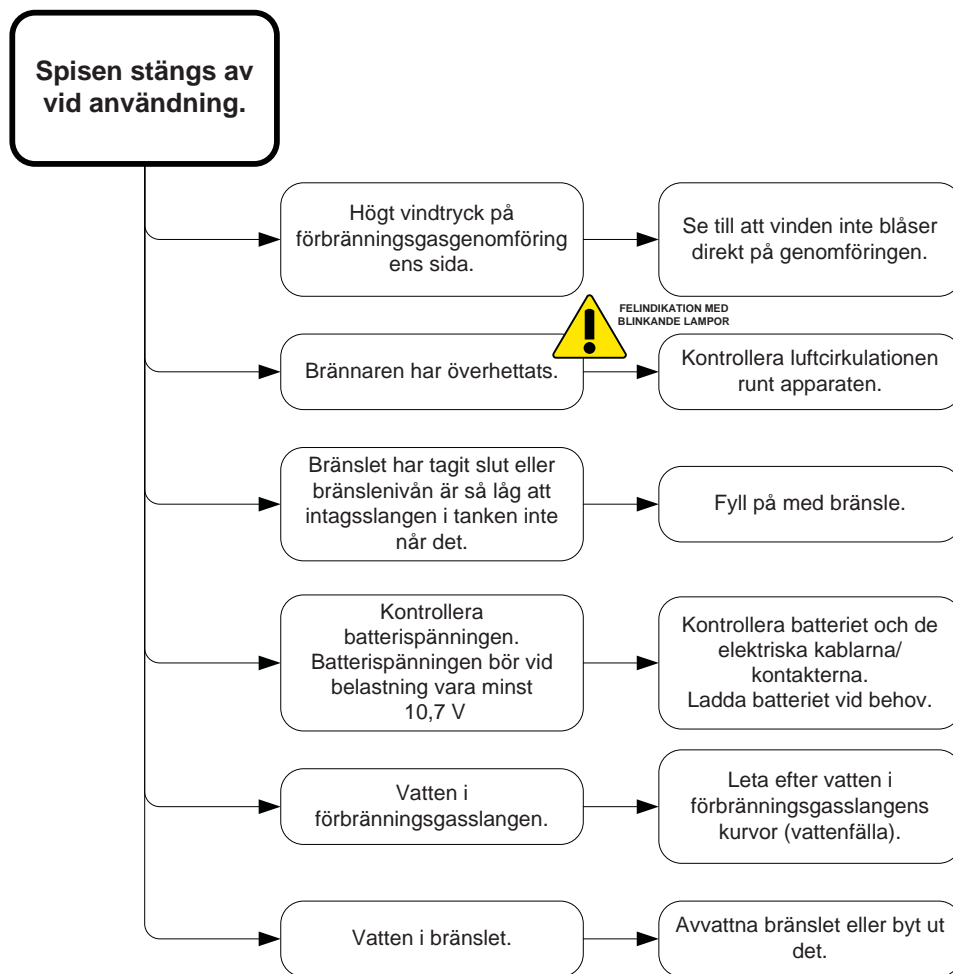 Spisen stängs av
vid användning.
Högt vindtryck på
förbränningsgasgenomföring
ens sida.
Se till att vinden inte blåser
direkt på genomföringen.
FELINDIKATION MED
BLINKANDE LAMPOR
Brännaren har överhettats.
Kontrollera luftcirkulationen
runt apparaten.
Bränslet har tagit slut eller
bränslenivån är så låg att
intagsslangen i tanken inte
når det.
Fyll på med bränsle.
Kontrollera
batterispänningen.
Batterispänningen bör vid
belastning vara minst
10,7 V
Kontrollera batteriet och de
elektriska kablarna/
kontakterna.
Ladda batteriet vid behov.
Vatten i
förbränningsgasslangen.
Leta efter vatten i
förbränningsgasslangens
kurvor (vattenfälla).
Vatten i bränslet.
Avvattna bränslet eller byt ut
det.